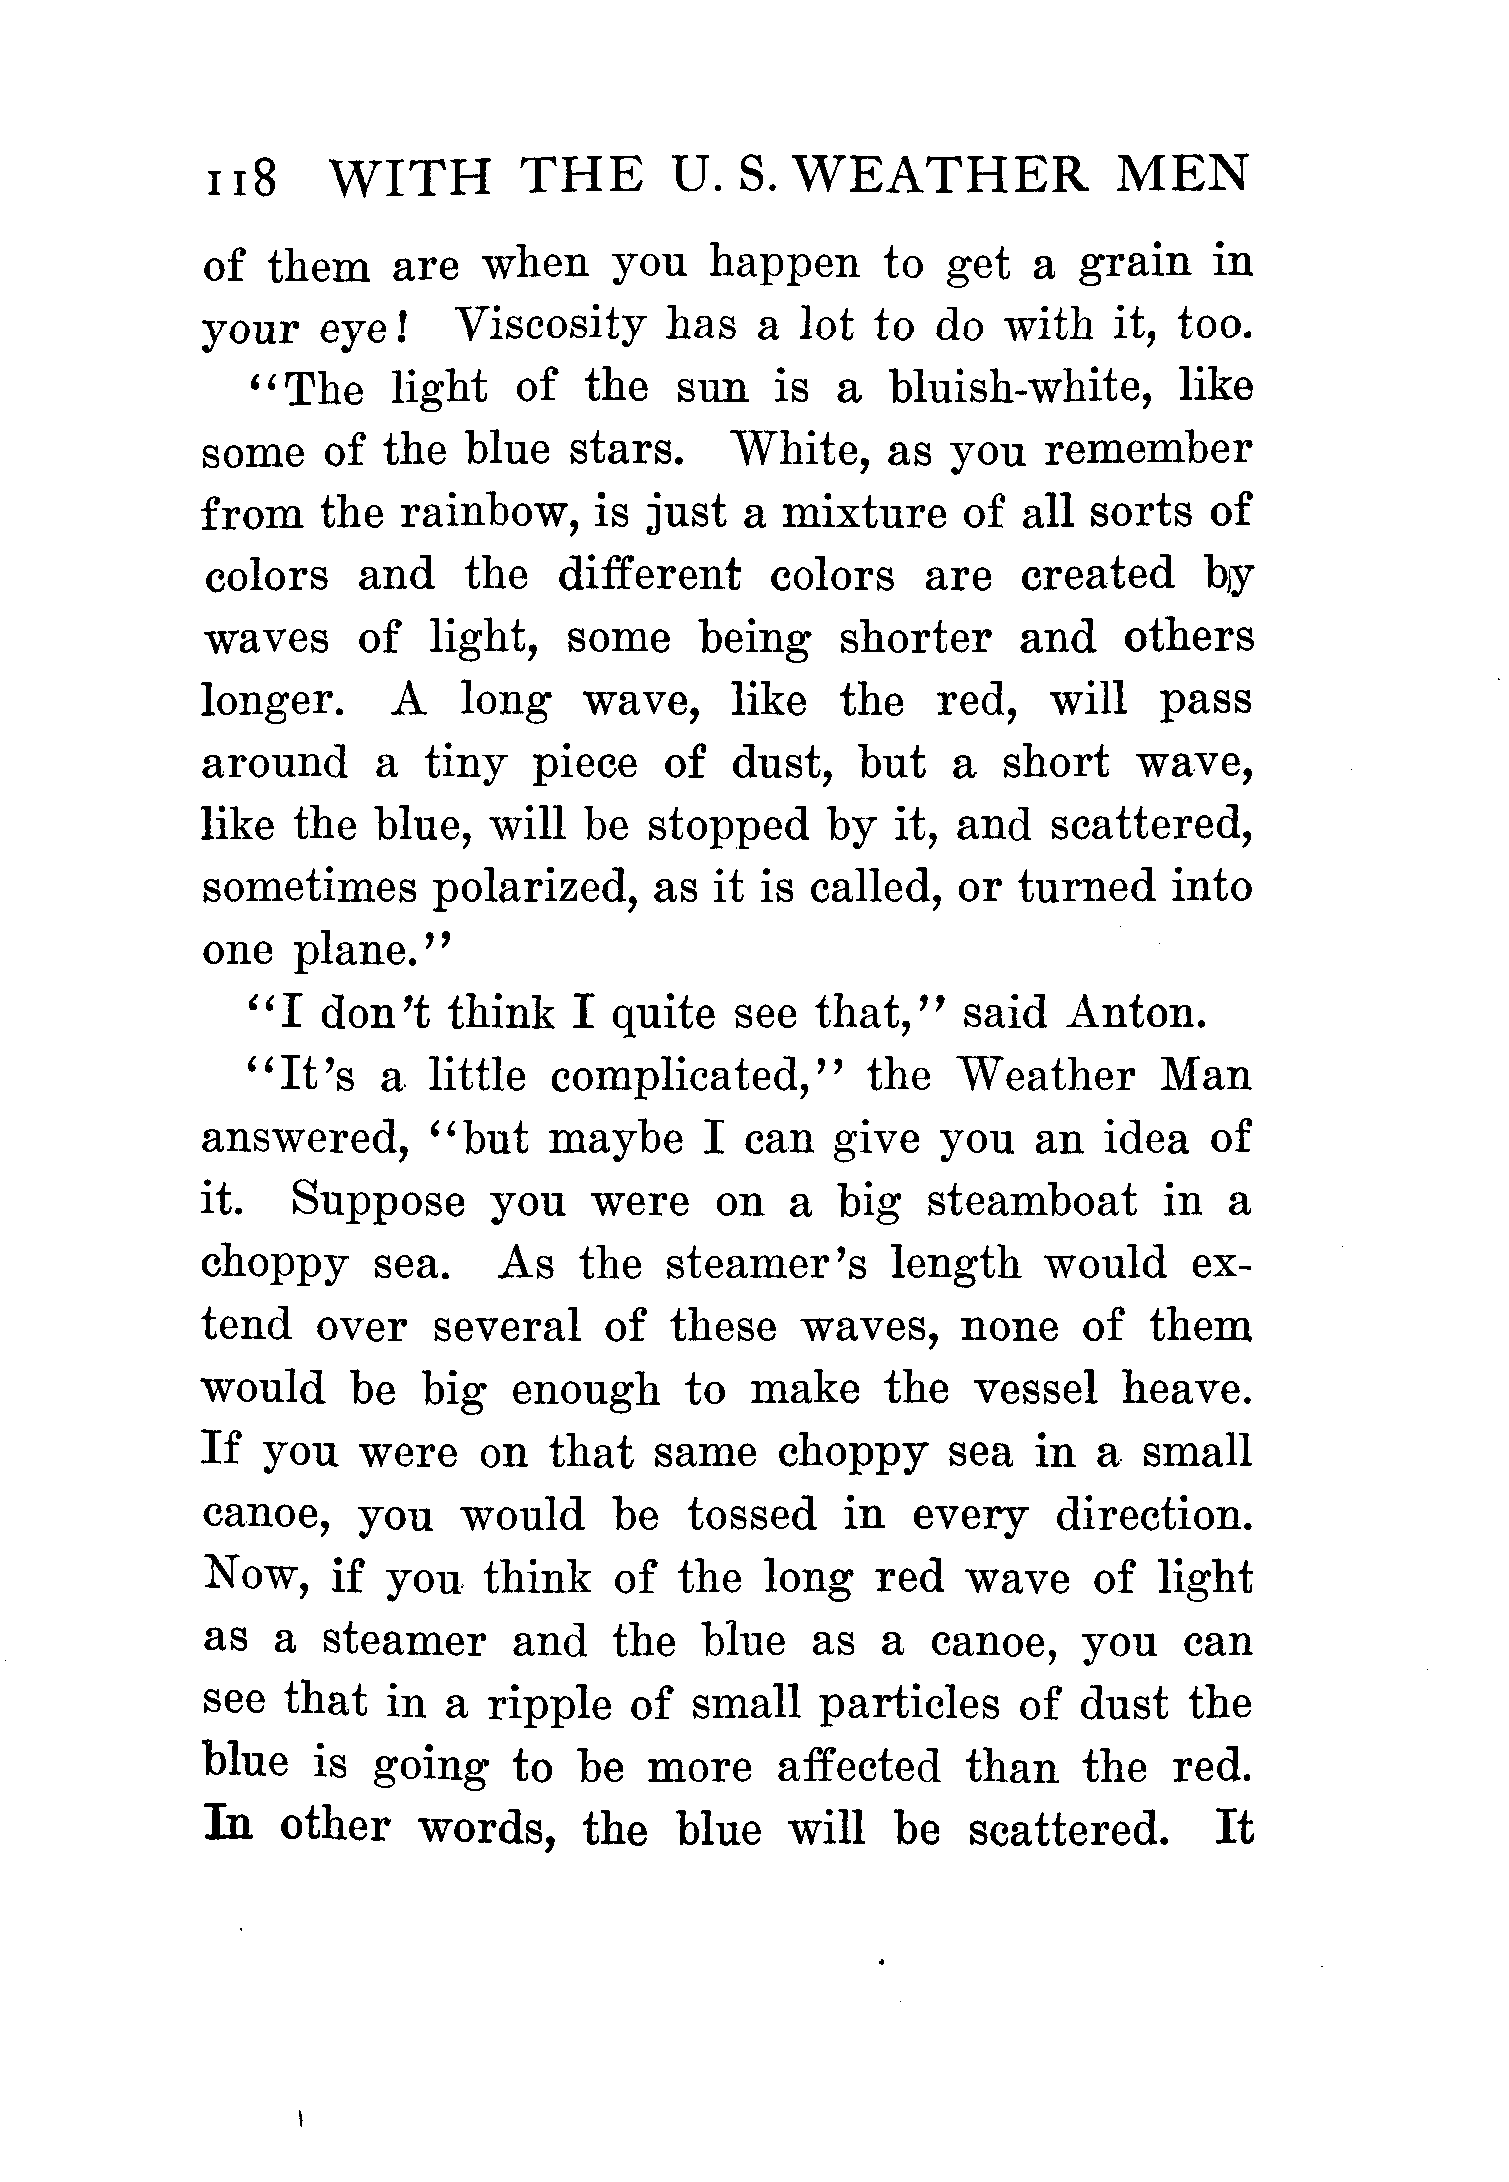 118 WITH THE U. S. WEATHER MEN
of them are when you happen to get a grain in
your eye! Viscosity has a lot to do with it, too.
"The light of the sun is a bluish-white, like
some of the blue stars. White, as you remember
from the rainbow, is just a mixture of all sorts of
colors and the different colors are created by
waves of light, some being shorter and others
longer. A long wave, like the red, will pass
around a tiny piece of dust, but a short wave,
like the blue, will be stopped by it, and scattered,
sometimes polarized, as it is called, or turned into
one plane."
"I don't think I quite see that," said Anton.
"It's a little complicated," the Weather Man
answered, "but maybe I can give you an idea of
it. Suppose you were on a big steamboat in a
choppy sea. As the steamer's length would ex-
tend over several of these waves, none of them
would be big enough to make the vessel heave.
If you were on that same choppy sea in a small
canoe, you would be tossed in every direction.
Now, if you think of the long red wave of light
as a steamer and the blue as a canoe, you can
see that in a ripple of small particles of dust the
blue is going to be more affected than the red.
In other words, the blue will be scattered. It